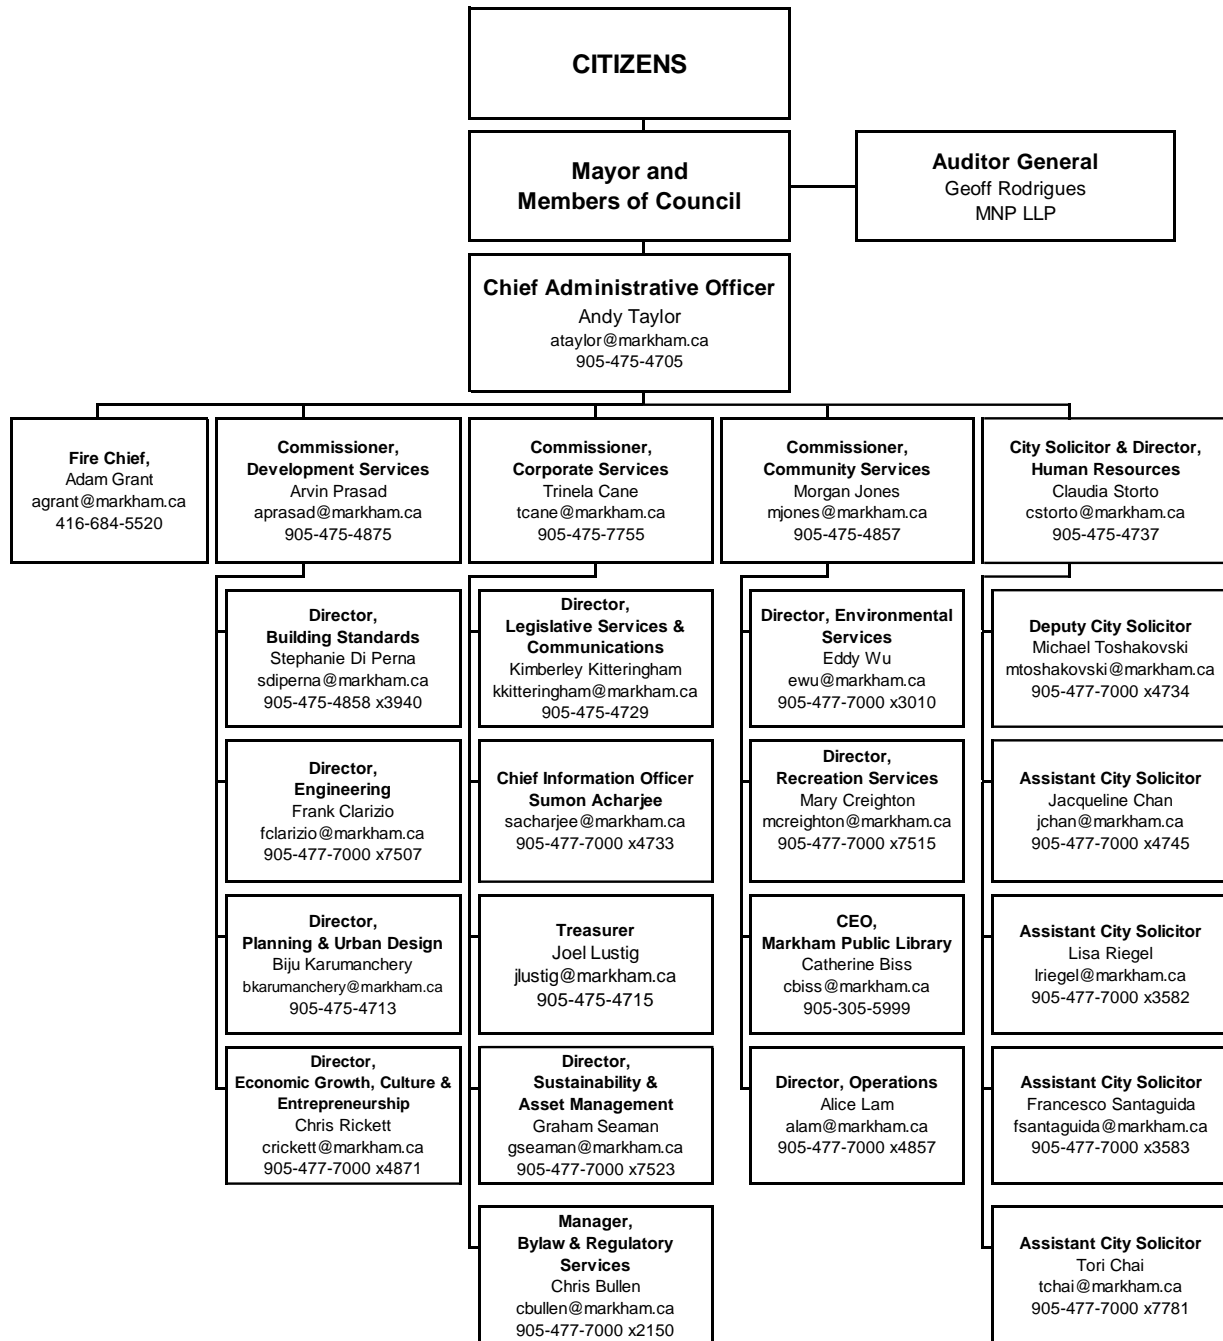 CITIZENS
Mayor and
Members of Council
Auditor General
Geoff Rodrigues
MNP LLP
Chief Administrative Officer
Andy Taylor
ataylor@markham.ca
905-475-4705
Fire Chief,
Adam Grant
agrant@markham.ca
416-684-5520
Commissioner,
Development Services
Arvin Prasad
aprasad@markham.ca
905-475-4875
Commissioner,
Corporate Services
Trinela Cane
tcane@markham.ca
905-475-7755
Commissioner,
Community Services
Morgan Jones
mjones@markham.ca
905-475-4857
City Solicitor & Director,
Human Resources
Claudia Storto
cstorto@markham.ca
905-475-4737
Director,
Building Standards
Stephanie Di Perna
sdiperna@markham.ca
905-475-4858 x3940
Director,
Legislative Services &
Communications
Kimberley Kitteringham
kkitteringham@markham.ca
905-475-4729
Director, Environmental
Services
Eddy Wu
ewu@markham.ca
905-477-7000 x3010
Deputy City Solicitor
Michael Toshakovski
mtoshakovski@markham.ca
905-477-7000 x4734
Director,
Engineering
Frank Clarizio
fclarizio@markham.ca
905-477-7000 x7507
Chief Information Officer
Sumon Acharjee
sacharjee@markham.ca
905-477-7000 x4733
Director,
Recreation Services
Mary Creighton
mcreighton@markham.ca
905-477-7000 x7515
Assistant City Solicitor
Jacqueline Chan
jchan@markham.ca
905-477-7000 x4745
Director,
Planning & Urban Design
Biju Karumanchery
bkarumanchery@markham.ca
905-475-4713
Treasurer
Joel Lustig
jlustig@markham.ca
905-475-4715
CEO,
Markham Public Library
Catherine Biss
cbiss@markham.ca
905-305-5999
Assistant City Solicitor
Lisa Riegel
lriegel@markham.ca
905-477-7000 x3582
Director,
Economic Growth, Culture &
Entrepreneurship
Chris Rickett
crickett@markham.ca
905-477-7000 x4871
Director,
Sustainability &
Asset Management
Graham Seaman
gseaman@markham.ca
905-477-7000 x7523
Director, Operations
Alice Lam
alam@markham.ca
905-477-7000 x4857
Assistant City Solicitor
Francesco Santaguida
fsantaguida@markham.ca
905-477-7000 x3583
Manager,
Bylaw & Regulatory
Services
Chris Bullen
cbullen@markham.ca
905-477-7000 x2150
Assistant City Solicitor
Tori Chai
tchai@markham.ca
905-477-7000 x7781